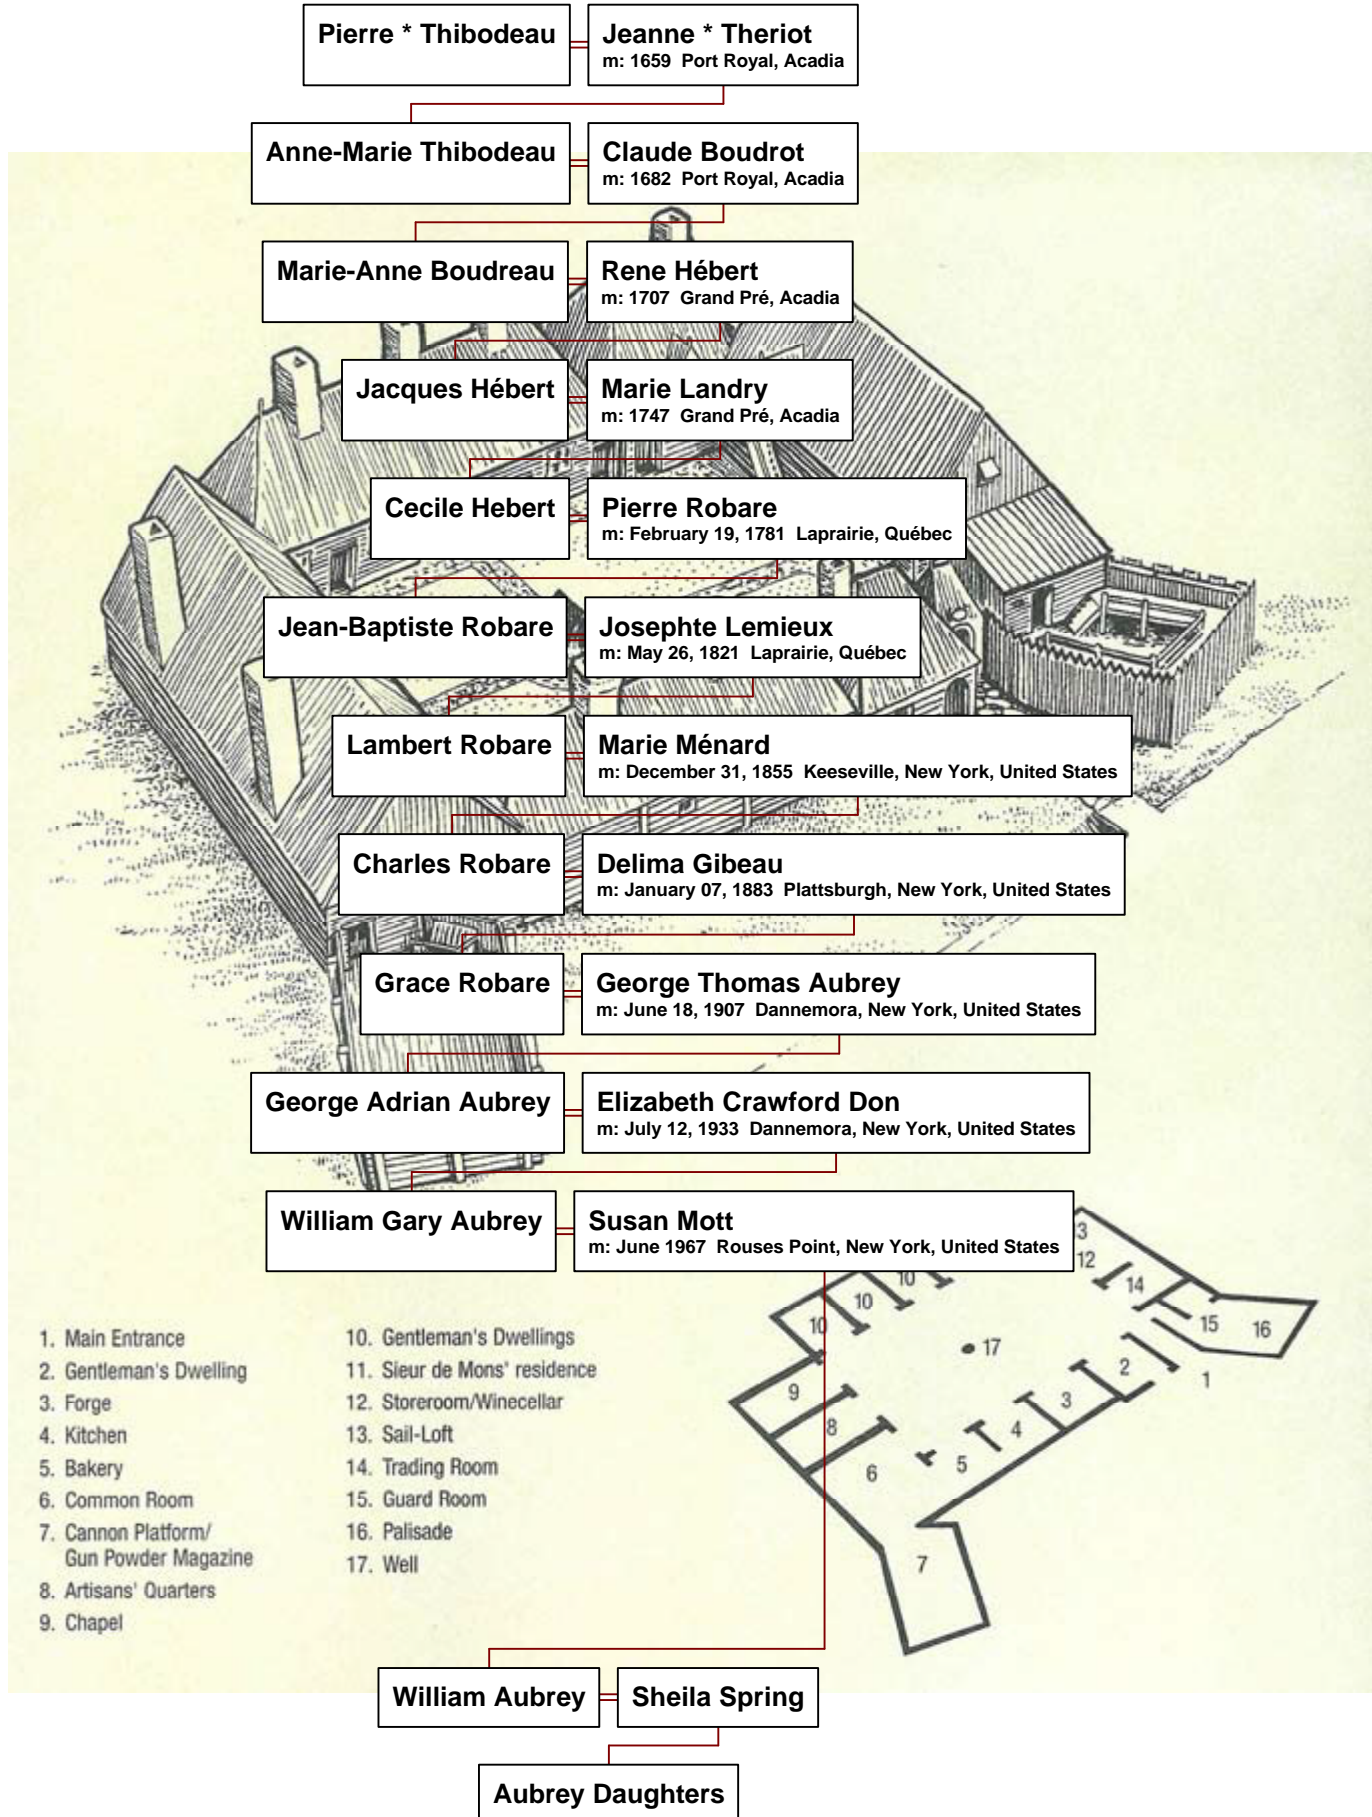 Pierre * Thibodeau
Jeanne * Theriot
m: 1659 Port Royal, Acadia
Anne-Marie Thibodeau
Claude Boudrot
m: 1682 Port Royal, Acadia
Marie-Anne Boudreau
Rene Hébert
m: 1707 Grand Pré, Acadia
Jacques Hébert
Marie Landry
m: 1747 Grand Pré, Acadia
Cecile Hebert
Pierre Robare
m: February 19, 1781 Laprairie, Québec
Jean-Baptiste Robare
Josephte Lemieux
m: May 26, 1821 Laprairie, Québec
Lambert Robare
Marie Ménard
m: December 31, 1855 Keeseville, New York, United States
Charles Robare
Delima Gibeau
m: January 07, 1883 Plattsburgh, New York, United States
Grace Robare
George Thomas Aubrey
m: June 18, 1907 Dannemora, New York, United States
George Adrian Aubrey
Elizabeth Crawford Don
m: July 12, 1933 Dannemora, New York, United States
William Gary Aubrey
Susan Mott
m: June 1967 Rouses Point, New York, United States
1. Main Entrance
2. Gentleman's Dwelling
3. Forge
4. Kitchen
5. Bakery
6. Common Room
7. Cannon Platform/
Gun Powder Magazine
8. Artisans' Quarters
9. Chapel
10. Gentleman's Dwellings
11. Sieur de Mons' residence
12. Storeroom/Winecellar
13. Sail-Loft
14. Trading Room
15. Guard Room
16. Palisade
17. Well
13
12
14
15
16
10
10
10
17
2
1
3
4
5
9
8
6
7
William Aubrey
Sheila Spring
Aubrey Daughters